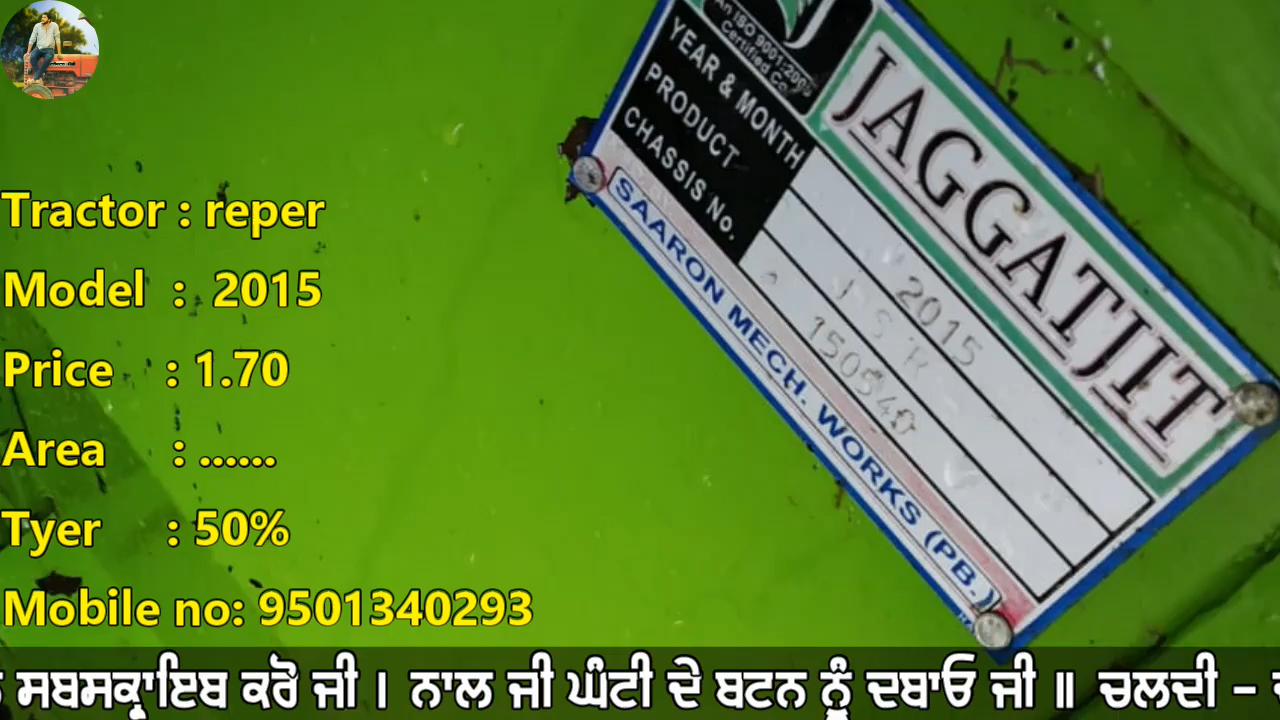 An ISO 9001:2008
Certified Co.
JAGGATJIT
YEAR & MONTH 2015
PRODUCT J S R
CHASSIS No. 150540
SAARON MECH. WORKS (PB.)
Tractor : reper
Model : 2015
Price : 1.70
Area : ......
Tyer : 50%
Mobile no: 9501340293
ਸਬਸਕ੍ਰਾਇਬ ਕਰੋ ਜੀ । ਨਾਲ ਜੀ ਘੰਟੀ ਦੇ ਬਟਨ ਨੂੰ ਦਬਾਓ ਜੀ ॥ ਚਲਦੀ -